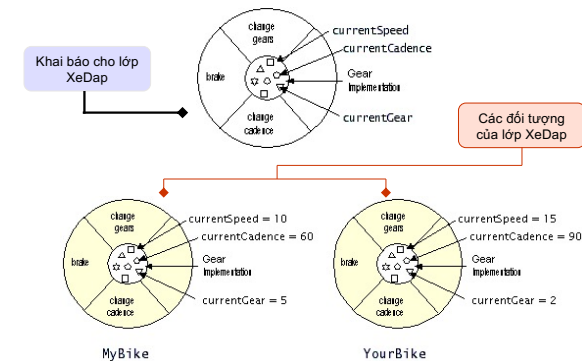 change
gears
currentSpeed
currentCadence
Khai báo cho lớp
XeDap
brake
Gear
Implementation
currentGear
change
cadence
Các đối tượng
của lớp XeDap
change
gears
currentSpeed = 10
currentCadence = 60
brake
Gear
Implementation
currentGear = 5
change
cadence
MyBike
change
gears
currentSpeed = 15
currentCadence = 90
brake
Gear
Implementation
currentGear = 2
change
cadence
YourBike